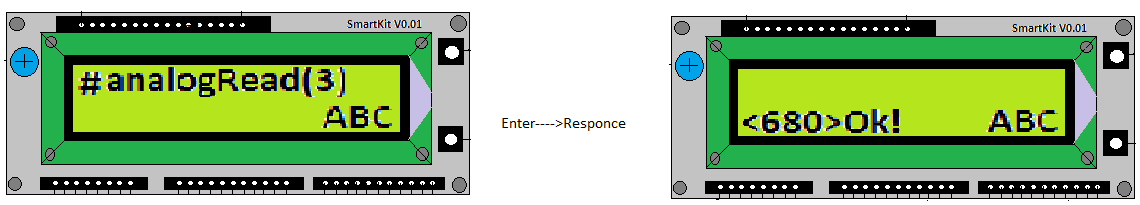 SmartKit V0.01
#analogRead(3)
ABC
Enter---->Responce
SmartKit V0.01
<680>Ok! ABC